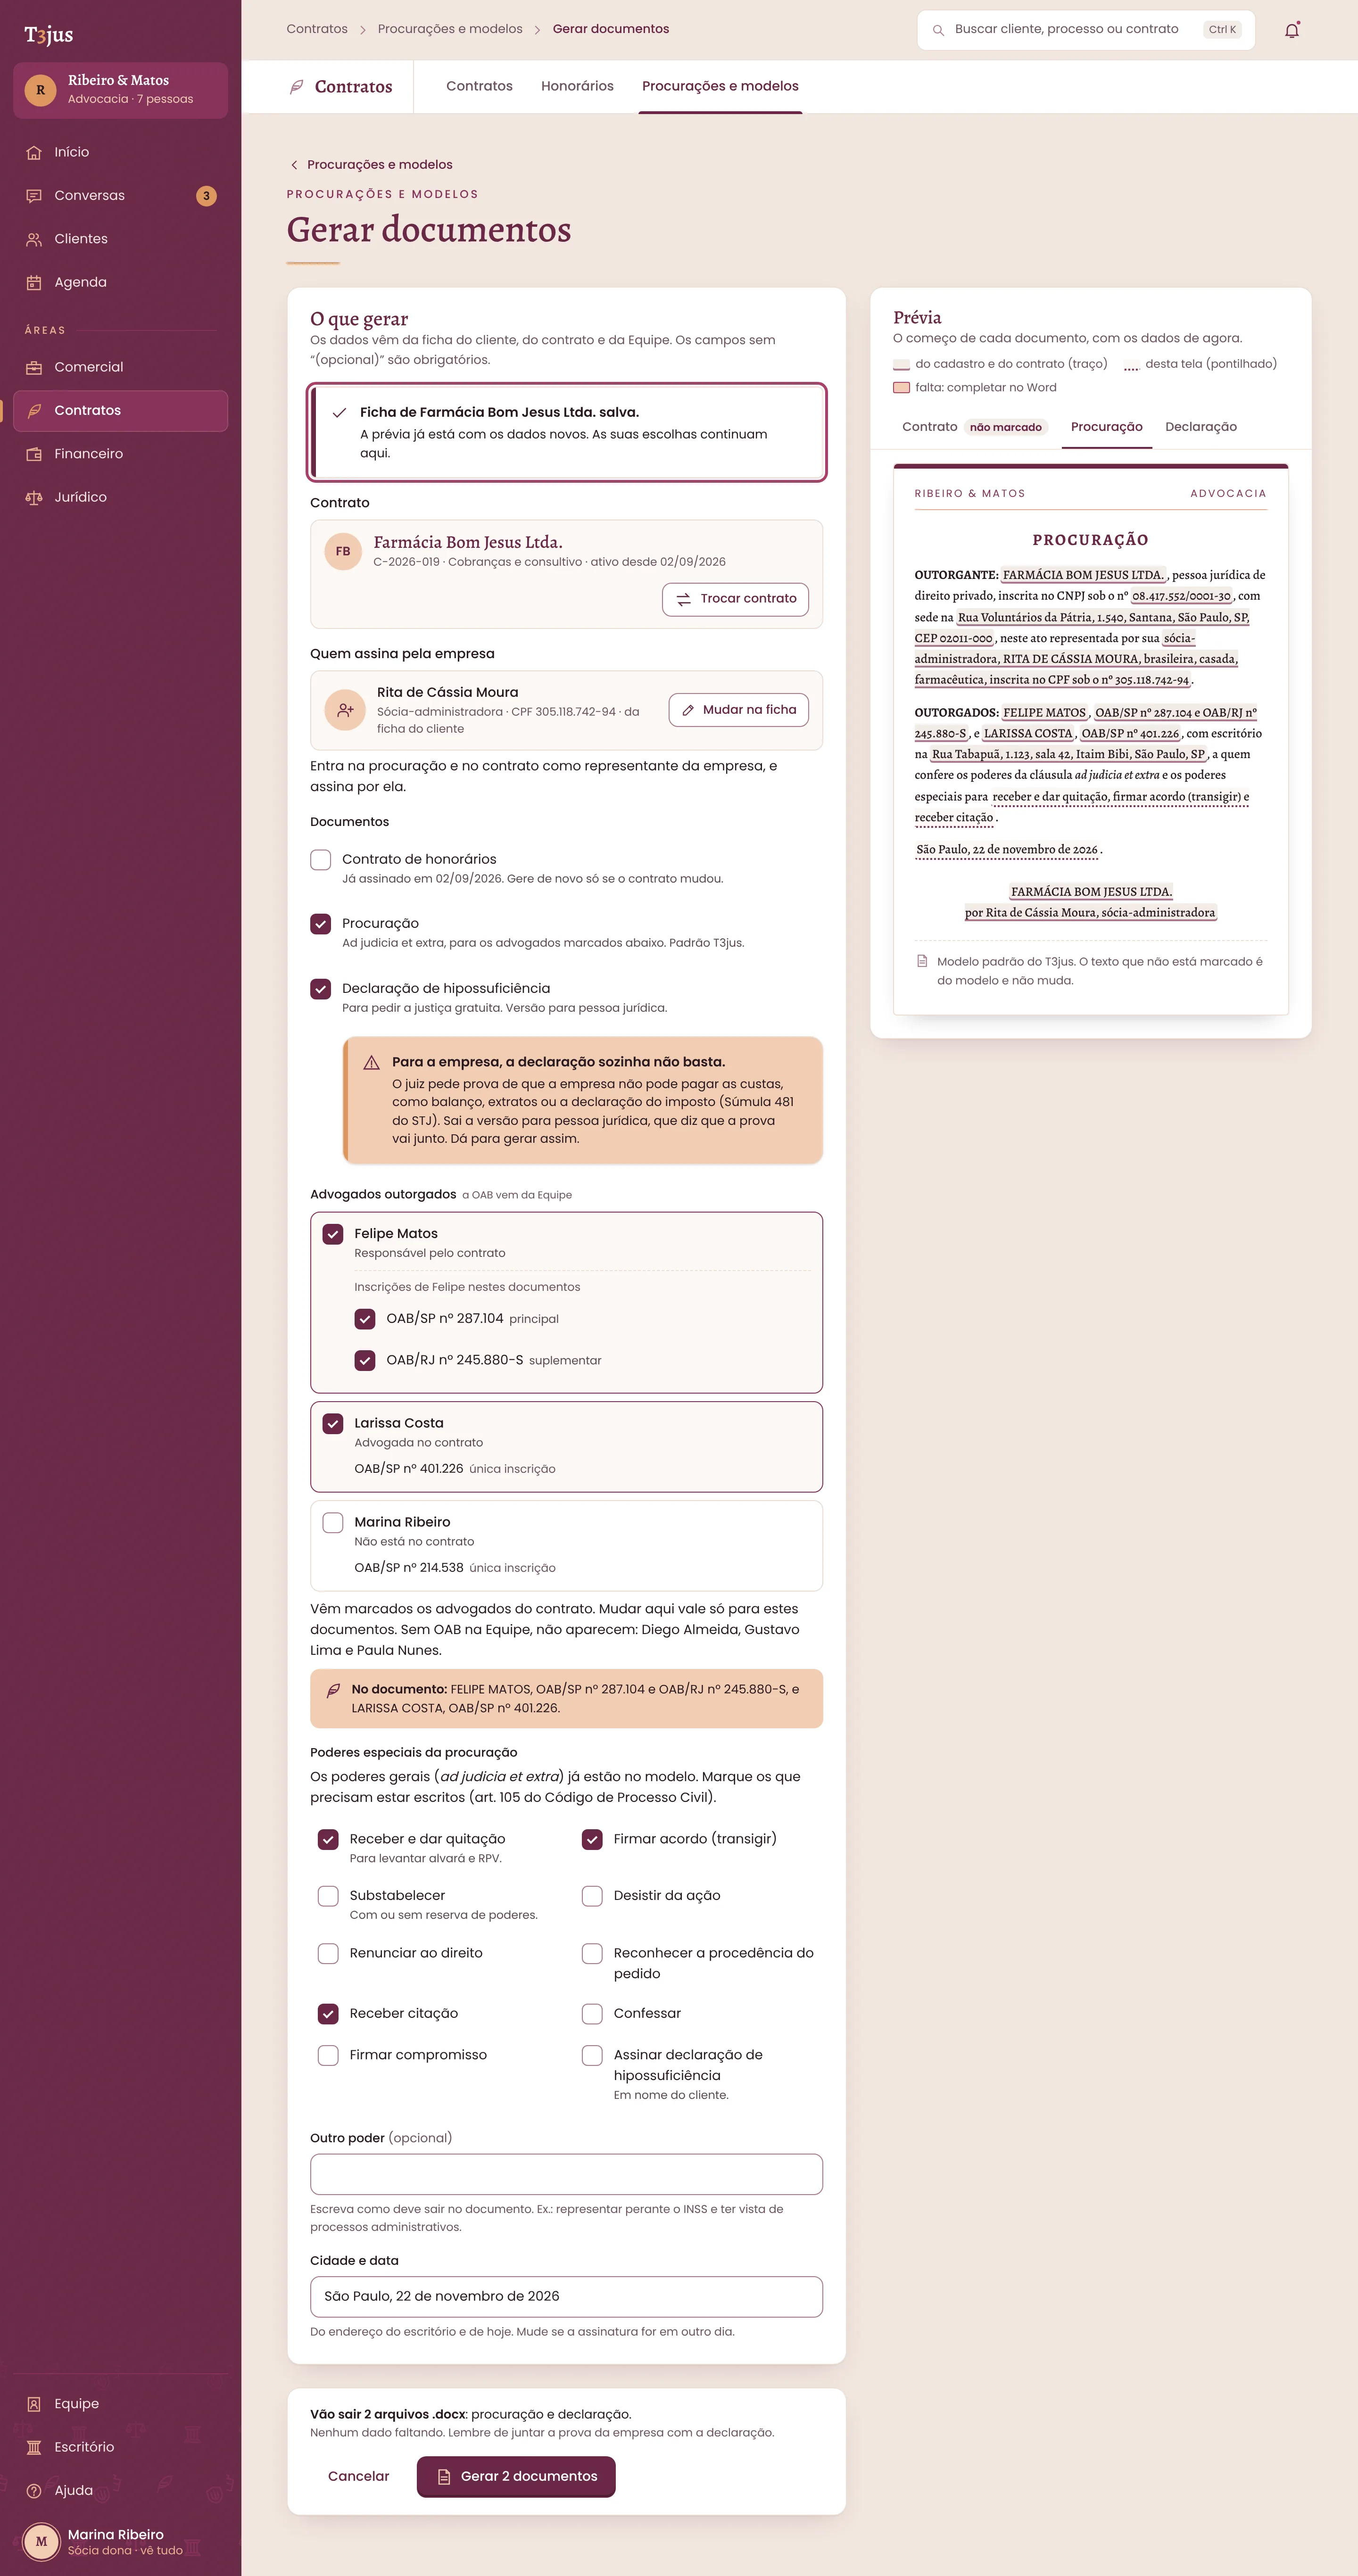 T3jus
R
Ribeiro & Matos
Advocacia · 7 pessoas
Início
Conversas
3
Clientes
Agenda
ÁREAS
Comercial
Contratos
Financeiro
Jurídico
Equipe
Escritório
Ajuda
M
Marina Ribeiro
Sócia dona · vê tudo
Contratos
Procurações e modelos
Gerar documentos
Buscar cliente, processo ou contrato
Ctrl K
Contratos
Contratos
Honorários
Procurações e modelos
Procurações e modelos
PROCURAÇÕES E MODELOS
Gerar documentos
O que gerar
Os dados vêm da ficha do cliente, do contrato e da Equipe. Os campos sem
“(opcional)” são obrigatórios.
Ficha de Farmácia Bom Jesus Ltda. salva.
A prévia já está com os dados novos. As suas escolhas continuam
aqui.
Contrato
FB
Farmácia Bom Jesus Ltda.
C-2026-019 · Cobranças e consultivo · ativo desde 02/09/2026
Trocar contrato
Quem assina pela empresa
Rita de Cássia Moura
Sócia-administradora · CPF 305.118.742-94 · da
ficha do cliente
Mudar na ficha
Entra na procuração e no contrato como representante da empresa, e
assina por ela.
Documentos
Contrato de honorários
Já assinado em 02/09/2026. Gere de novo só se o contrato mudou.
Procuração
Ad judicia et extra, para os advogados marcados abaixo. Padrão T3jus.
Declaração de hipossuficiência
Para pedir a justiça gratuita. Versão para pessoa jurídica.
Para a empresa, a declaração sozinha não basta.
O juiz pede prova de que a empresa não pode pagar as custas,
como balanço, extratos ou a declaração do imposto (Súmula 481
do STJ). Sai a versão para pessoa jurídica, que diz que a prova
vai junto. Dá para gerar assim.
Advogados outorgados a OAB vem da Equipe
Felipe Matos
Responsável pelo contrato
Inscrições de Felipe nestes documentos
OAB/SP nº 287.104 principal
OAB/RJ nº 245.880-S suplementar
Larissa Costa
Advogada no contrato
OAB/SP nº 401.226 única inscrição
Marina Ribeiro
Não está no contrato
OAB/SP nº 214.538 única inscrição
Vêm marcados os advogados do contrato. Mudar aqui vale só para estes
documentos. Sem OAB na Equipe, não aparecem: Diego Almeida, Gustavo
Lima e Paula Nunes.
No documento: FELIPE MATOS, OAB/SP nº 287.104 e OAB/RJ nº 245.880-S, e
LARISSA COSTA, OAB/SP nº 401.226.
Poderes especiais da procuração
Os poderes gerais (ad judicia et extra) já estão no modelo. Marque os que
precisam estar escritos (art. 105 do Código de Processo Civil).
Receber e dar quitação
Para levantar alvará e RPV.
Firmar acordo (transigir)
Substabelecer
Com ou sem reserva de poderes.
Desistir da ação
Renunciar ao direito
Reconhecer a procedência do
pedido
Receber citação
Confessar
Firmar compromisso
Assinar declaração de
hipossuficiência
Em nome do cliente.
Outro poder (opcional)
Escreva como deve sair no documento. Ex.: representar perante o INSS e ter vista de
processos administrativos.
Cidade e data
São Paulo, 22 de novembro de 2026
Do endereço do escritório e de hoje. Mude se a assinatura for em outro dia.
Vão sair 2 arquivos .docx: procuração e declaração.
Nenhum dado faltando. Lembre de juntar a prova da empresa com a declaração.
Cancelar
Gerar 2 documentos
Prévia
O começo de cada documento, com os dados de agora.
do cadastro e do contrato (traço)
desta tela (pontilhado)
falta: completar no Word
Contrato
não marcado
Procuração
Declaração
RIBEIRO & MATOS
ADVOCACIA
PROCURAÇÃO
OUTORGANTE: FARMÁCIA BOM JESUS LTDA., pessoa jurídica de
direito privado, inscrita no CNPJ sob o nº 08.417.552/0001-30, com
sede na Rua Voluntários da Pátria, 1.540, Santana, São Paulo, SP,
CEP 02011-000, neste ato representada por sua sócia-
administradora, RITA DE CÁSSIA MOURA, brasileira, casada,
farmacêutica, inscrita no CPF sob o nº 305.118.742-94.
OUTORGADOS: FELIPE MATOS, OAB/SP nº 287.104 e OAB/RJ nº
245.880-S, e LARISSA COSTA, OAB/SP nº 401.226, com escritório
na Rua Tabapuã, 1.123, sala 42, Itaim Bibi, São Paulo, SP, a quem
confere os poderes da cláusula ad judicia et extra e os poderes
especiais para receber e dar quitação, firmar acordo (transigir) e
receber citação.
São Paulo, 22 de novembro de 2026.
FARMÁCIA BOM JESUS LTDA.
por Rita de Cássia Moura, sócia-administradora
Modelo padrão do T3jus. O texto que não está marcado é
do modelo e não muda.